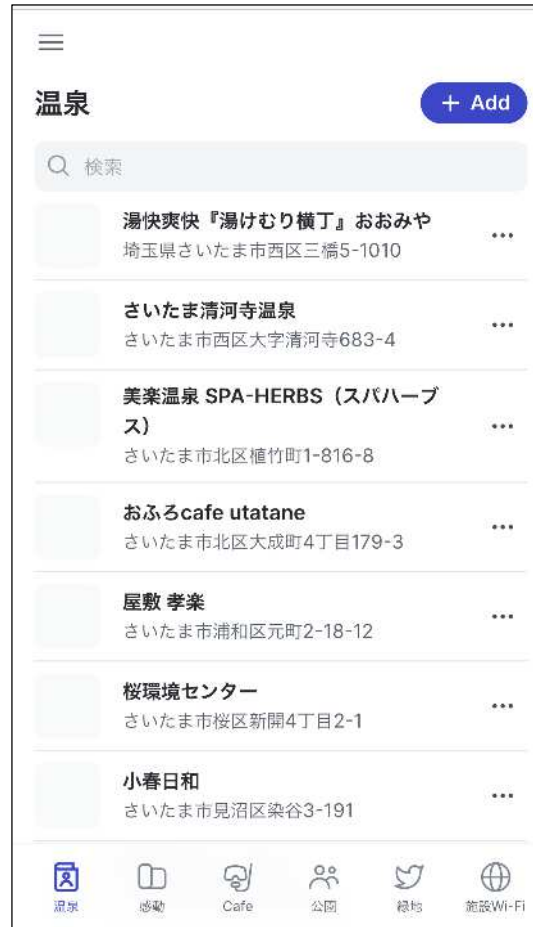 温泉
+ Add
検索
湯快爽快『湯けむり横丁』おおみや
埼玉県さいたま市西区三橋5-1010
さいたま清河寺温泉
さいたま市西区大字清河寺683-4
美楽温泉 SPA-HERBS（スパハーブ
ス）
さいたま市北区植竹町1-816-8
おふろcafe utatane
さいたま市北区大成町4丁目179-3
屋敷 孝楽
さいたま市浦和区元町2-18-12
桜環境センター
さいたま市桜区新開4丁目2-1
小春日和
さいたま市見沼区染谷3-191
温泉 感動 Cafe 公園 緑地 施設Wi-Fi